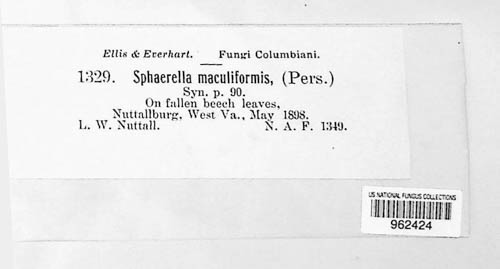 Ellis & Everhart. — Fungi Columbiani.
1329. Sphaerella maculiformis, (Pers.)
Syn. p. 90.
On fallen beech leaves,
Nuttallburg, West Va., May 1898.
L. W. Nuttall. N. A. F. 1349.
US NATIONAL FUNGUS COLLECTIONS
962424